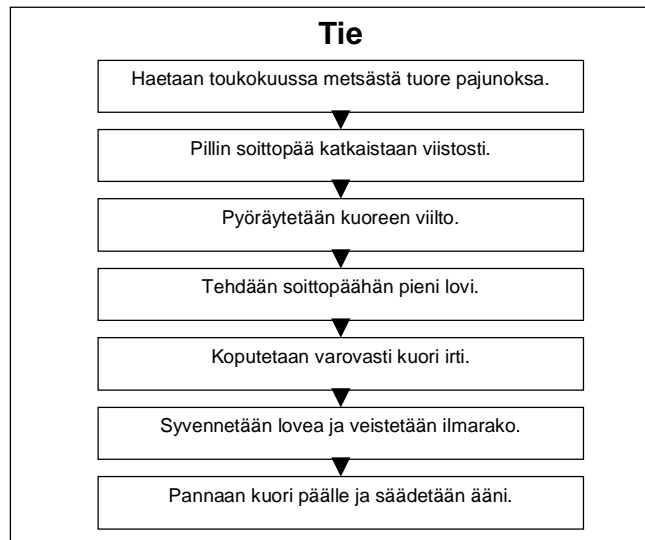 Tie
Haetaan toukokuussa metsästä tuore pajunoksa.
Pillin soittopää katkaistaan viistosti.
Pyöräytetään kuoreen viilto.
Tehdään soittopäähän pieni lovi.
Koputetaan varovasti kuori irti.
Syvennetään lovea ja veistetään ilmarako.
Pannaan kuori päälle ja säädetään ääni.